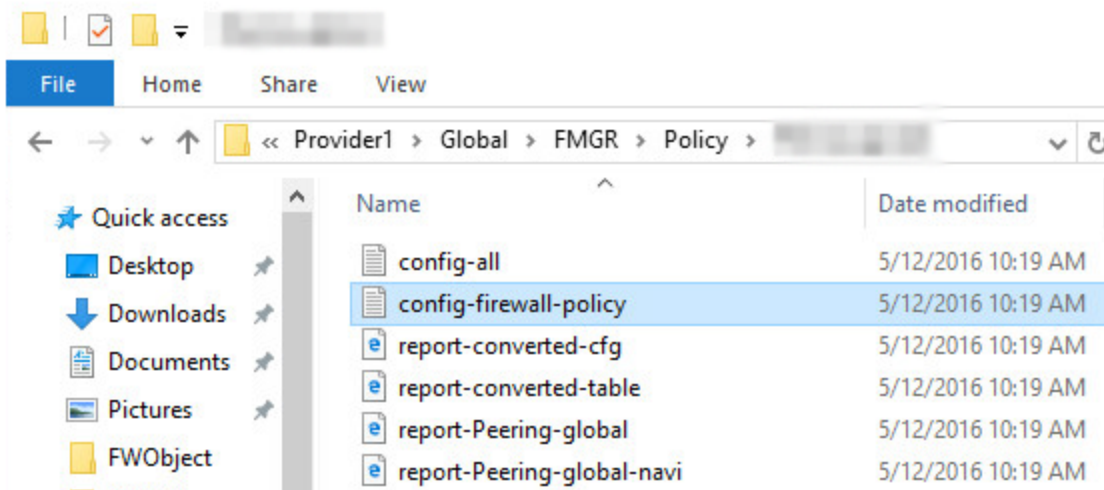 File Home Share View
« Provider1 > Global > FMGR > Policy >
Name Date modified
Quick access
Desktop
Downloads
Documents
Pictures
FWObject
config-all 5/12/2016 10:19 AM
config-firewall-policy 5/12/2016 10:19 AM
report-converted-cfg 5/12/2016 10:19 AM
report-converted-table 5/12/2016 10:19 AM
report-Peering-global 5/12/2016 10:19 AM
report-Peering-global-navi 5/12/2016 10:19 AM